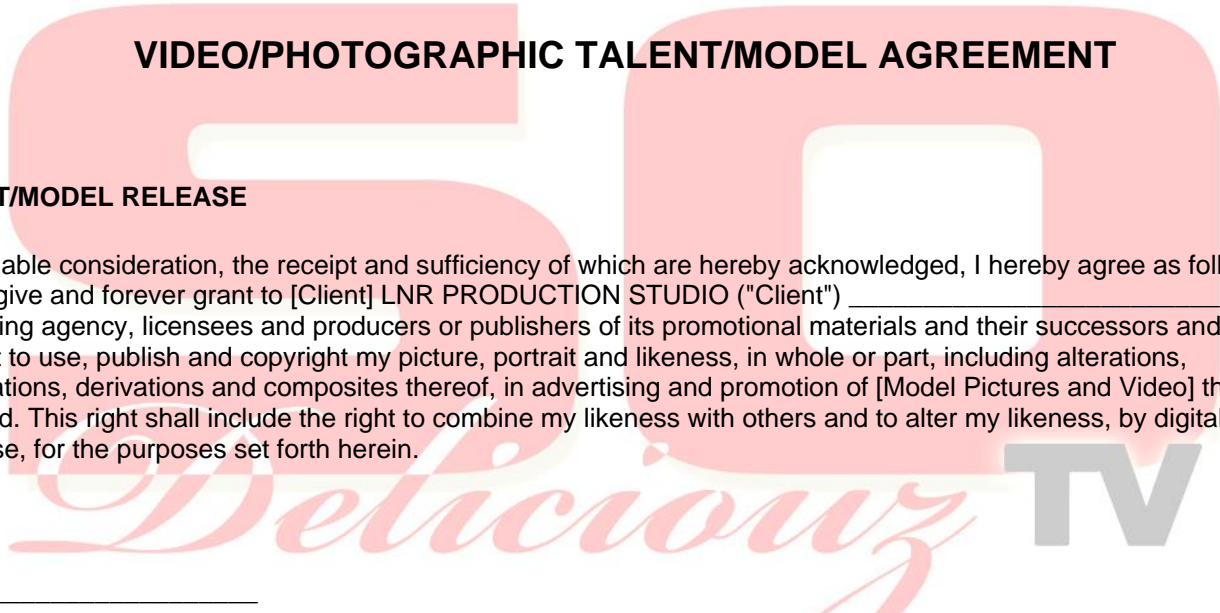 VIDEO/PHOTOGRAPHIC TALENT/MODEL AGREEMENT
T/MODEL RELEASE
able consideration, the receipt and sufficiency of which are hereby acknowledged, I hereby agree as foll
give and forever grant to [Client] LNR PRODUCTION STUDIO ("Client") ____________________________
ing agency, licensees and producers or publishers of its promotional materials and their successors and
t to use, publish and copyright my picture, portrait and likeness, in whole or part, including alterations,
ations, derivations and composites thereof, in advertising and promotion of [Model Pictures and Video] th
d. This right shall include the right to combine my likeness with others and to alter my likeness, by digital
se, for the purposes set forth herein.
SO
Deliciouz TV
___________________